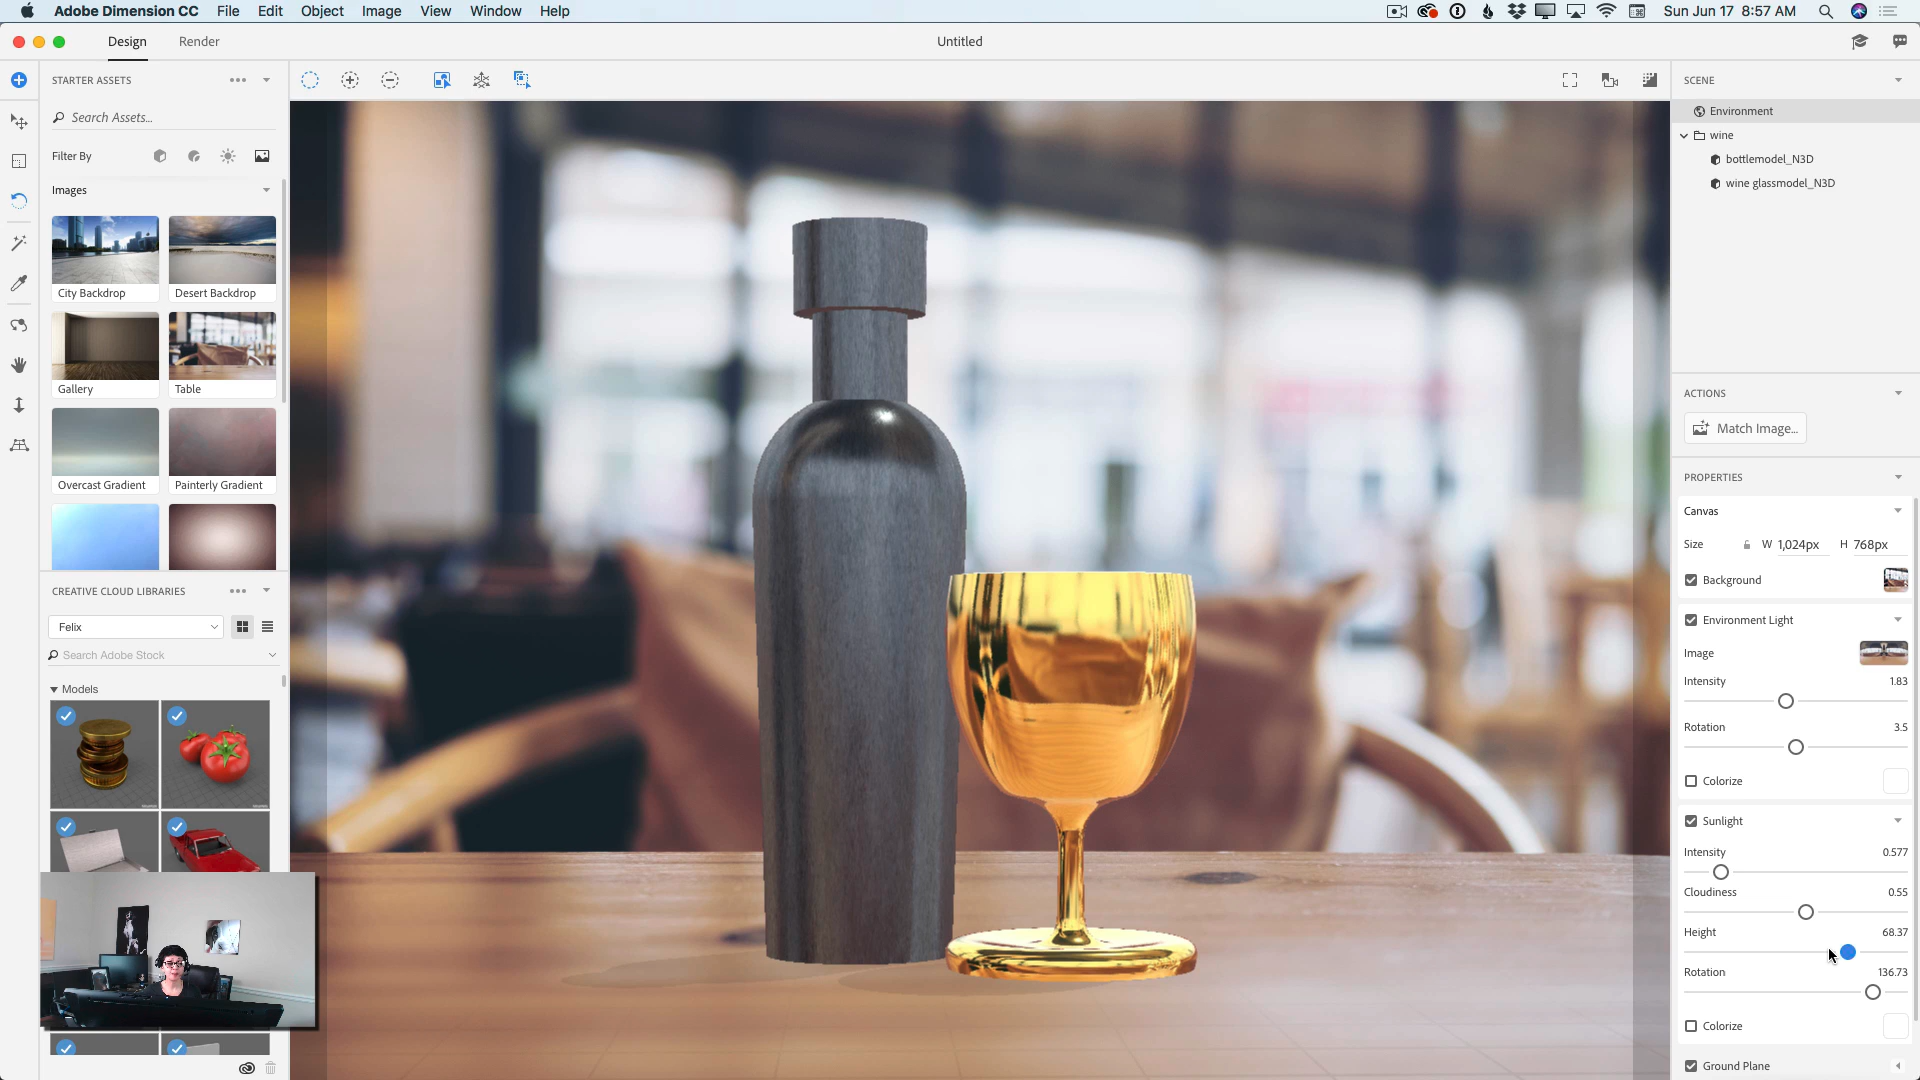 Adobe Dimension CC File Edit Object Image View Window Help Sun Jun 17 8:57 AM
Design Render Untitled
STARTER ASSETS
Search Assets...
Filter By
Images
City Backdrop Desert Backdrop
Gallery Table
Overcast Gradient Painterly Gradient
CREATIVE CLOUD LIBRARIES
Felix
Search Adobe Stock
Models
SCENE
Environment
wine
bottlemodel_N3D
wine glassmodel_N3D
ACTIONS
Match Image...
PROPERTIES
Canvas
Size W 1,024px H 768px
Background
Environment Light
Image
Intensity 1.83
Rotation 3.5
Colorize
Sunlight
Intensity 0.577
Cloudiness 0.55
Height 68.37
Rotation 136.73
Colorize
Ground Plane